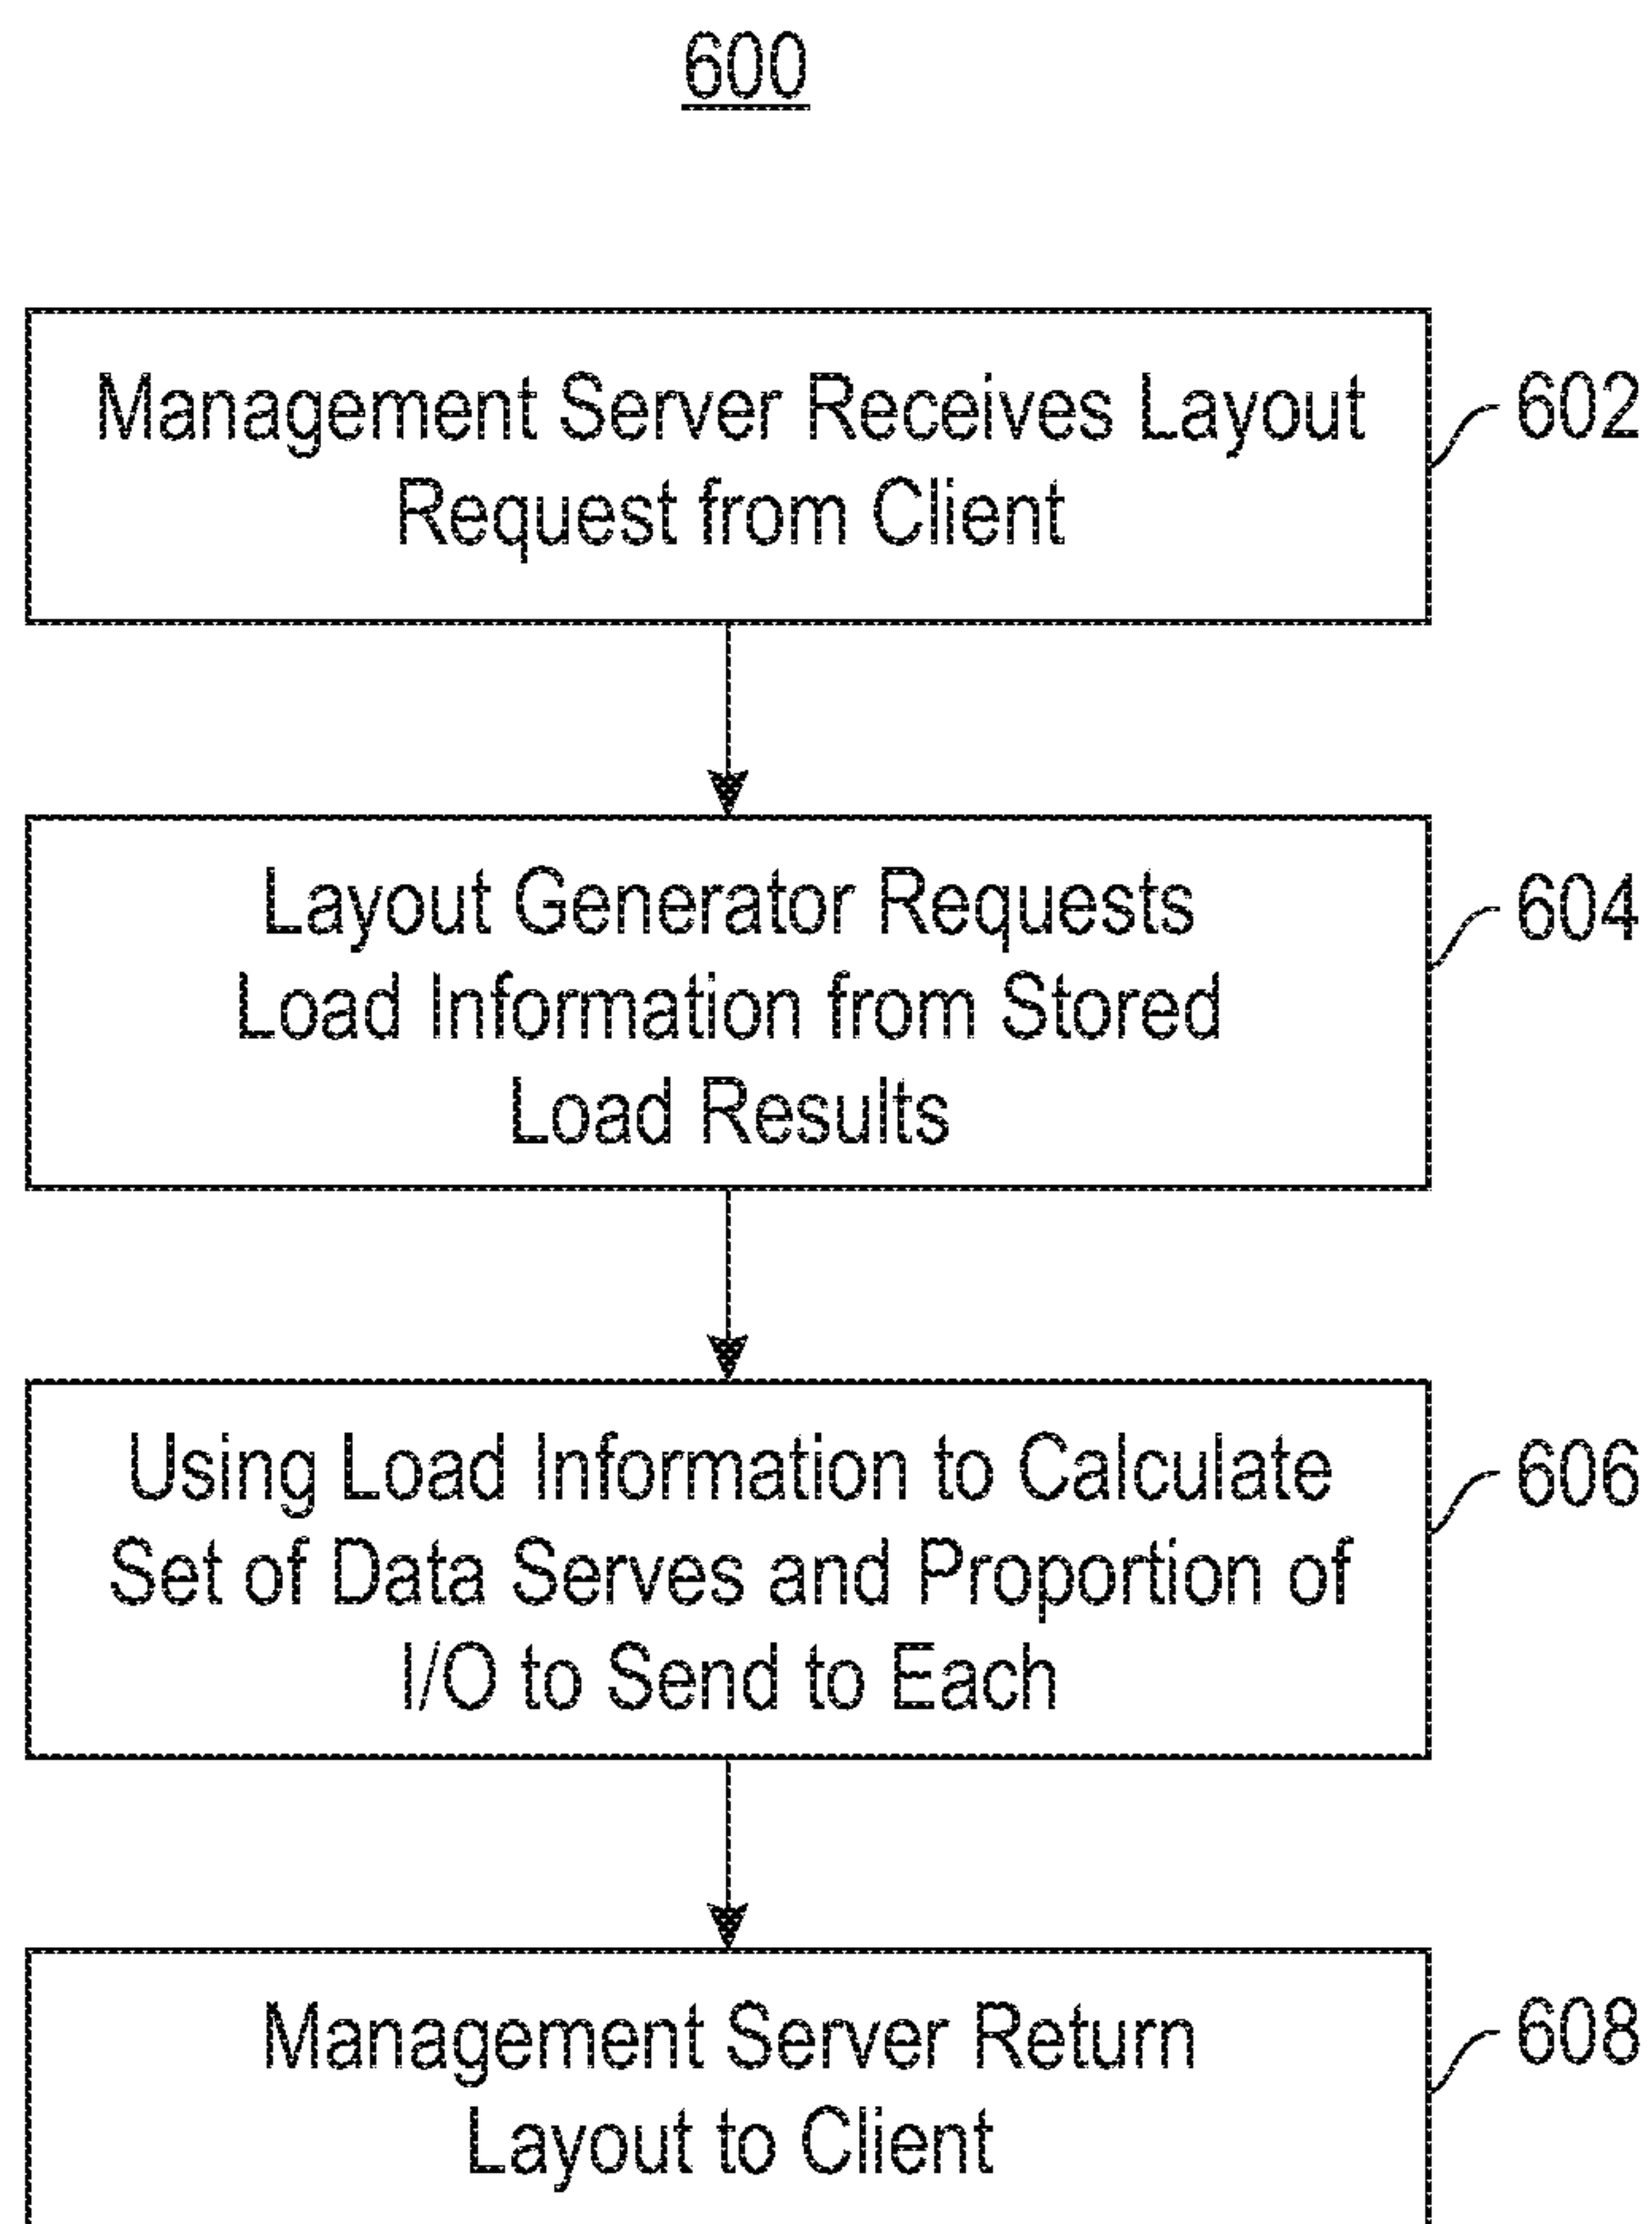 600
Management Server Receives Layout
Request from Client
602
Layout Generator Requests
Load Information from Stored
Load Results
604
Using Load Information to Calculate
Set of Data Serves and Proportion of
I/O to Send to Each
606
Management Server Return
Layout to Client
608